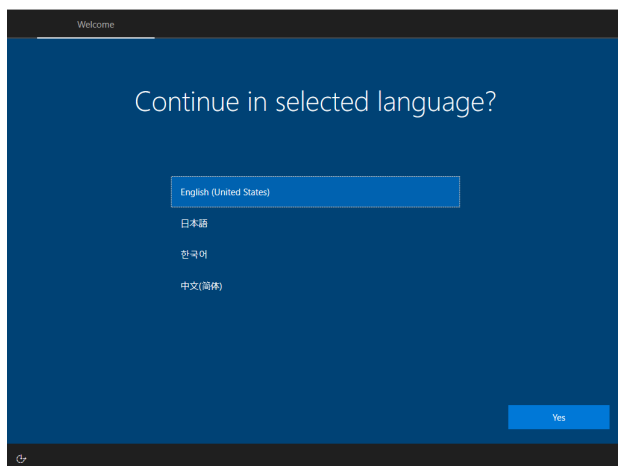 Welcome
Continue in selected language?
English (United States)
日本語
한국어
中文(简体)
Yes